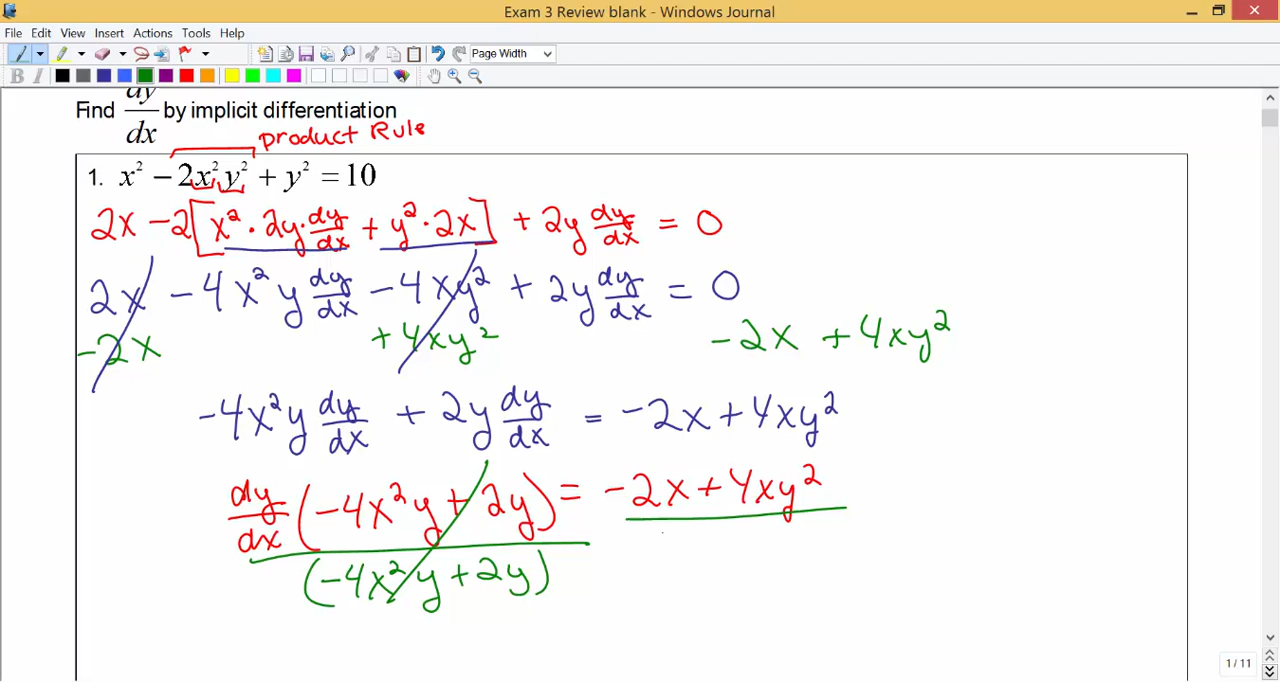 Exam 3 Review blank - Windows Journal
File Edit View Insert Actions Tools Help
Page Width
B I
Find dy/dx by implicit differentiation
product Rule
1. x² − 2x²y² + y² = 10
2x − 2[x² · 2y · dy/dx + y² · 2x] + 2y dy/dx = 0
2x − 4x²y dy/dx − 4xy² + 2y dy/dx = 0
-2x +4xy² -2x +4xy²
-4x²y dy/dx + 2y dy/dx = -2x + 4xy²
dy/dx (-4x²y + 2y) = -2x + 4xy²
(-4x²y + 2y)
1 / 11